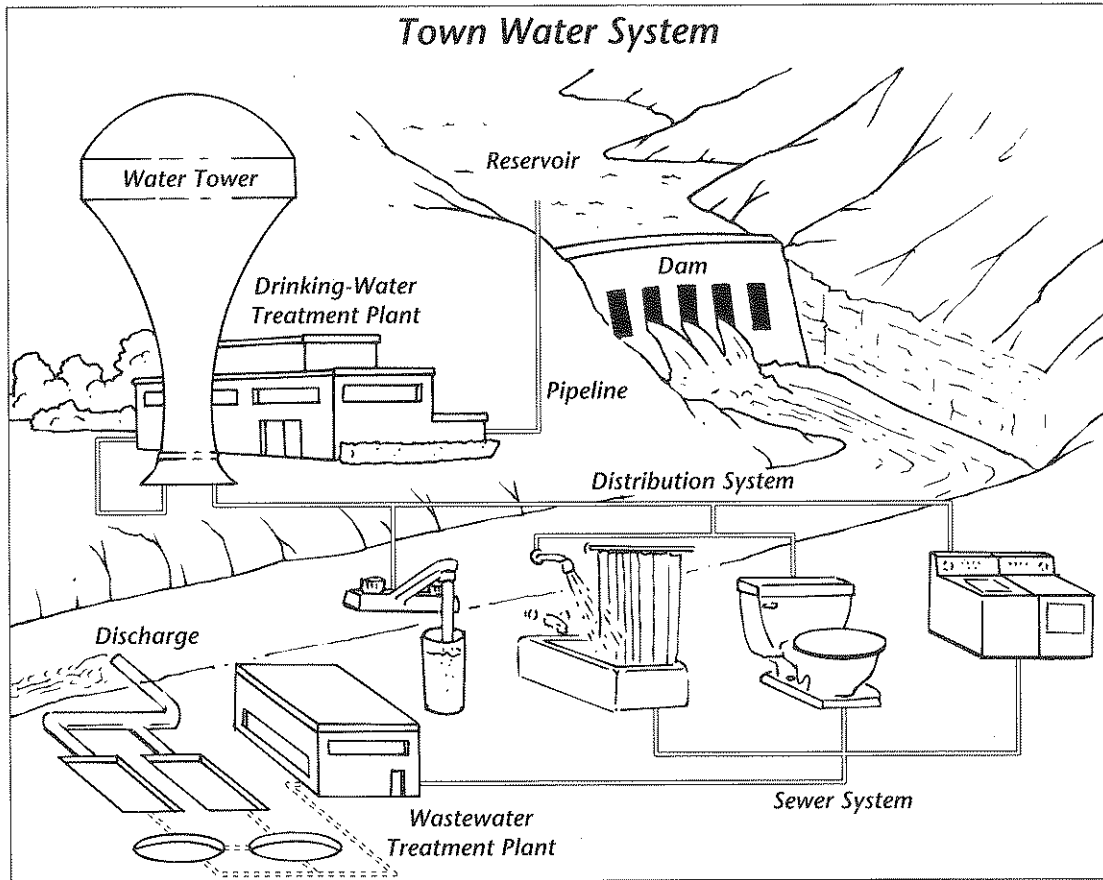 Town Water System
Reservoir
Water Tower
Dam
Drinking-Water
Treatment Plant
Pipeline
Distribution System
Discharge
Sewer System
Wastewater
Treatment Plant